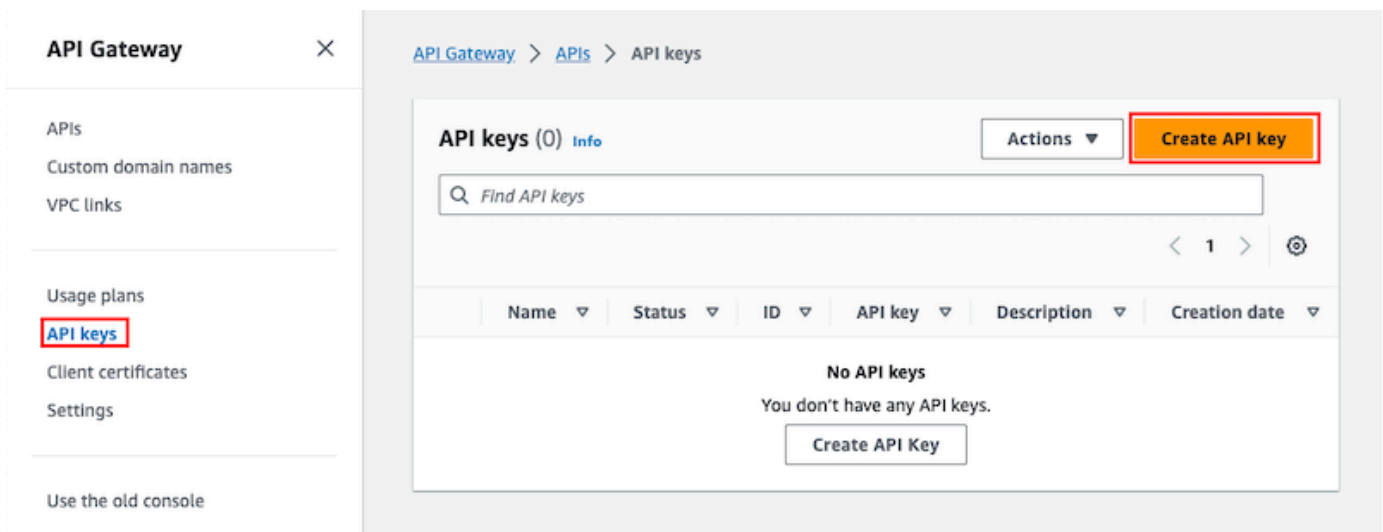 API Gateway
APIs
Custom domain names
VPC links
Usage plans
API keys
Client certificates
Settings
Use the old console
API Gateway > APIs > API keys
API keys (0) Info
Actions
Create API key
Find API keys
< 1 >
Name Status ID API key Description Creation date
No API keys
You don't have any API keys.
Create API Key